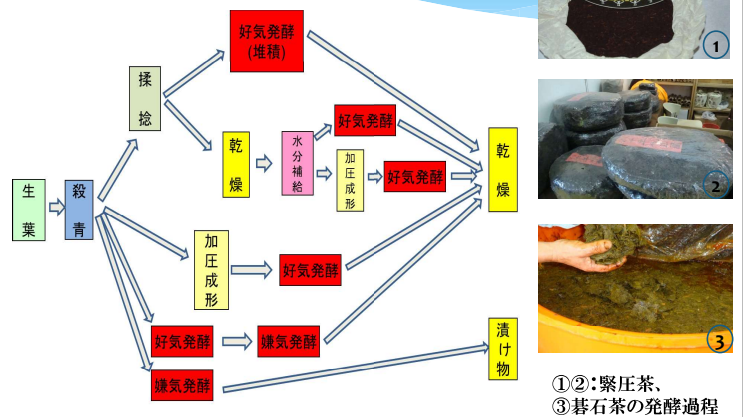 好気発酵
(堆積)
揉捻
好気発酵
乾燥
水分補給
加圧成形
好気発酵
乾燥
生葉
殺青
加圧成形
好気発酵
好気発酵
嫌気発酵
漬け物
嫌気発酵
①
②
③
①②:緊圧茶、
③碁石茶の発酵過程